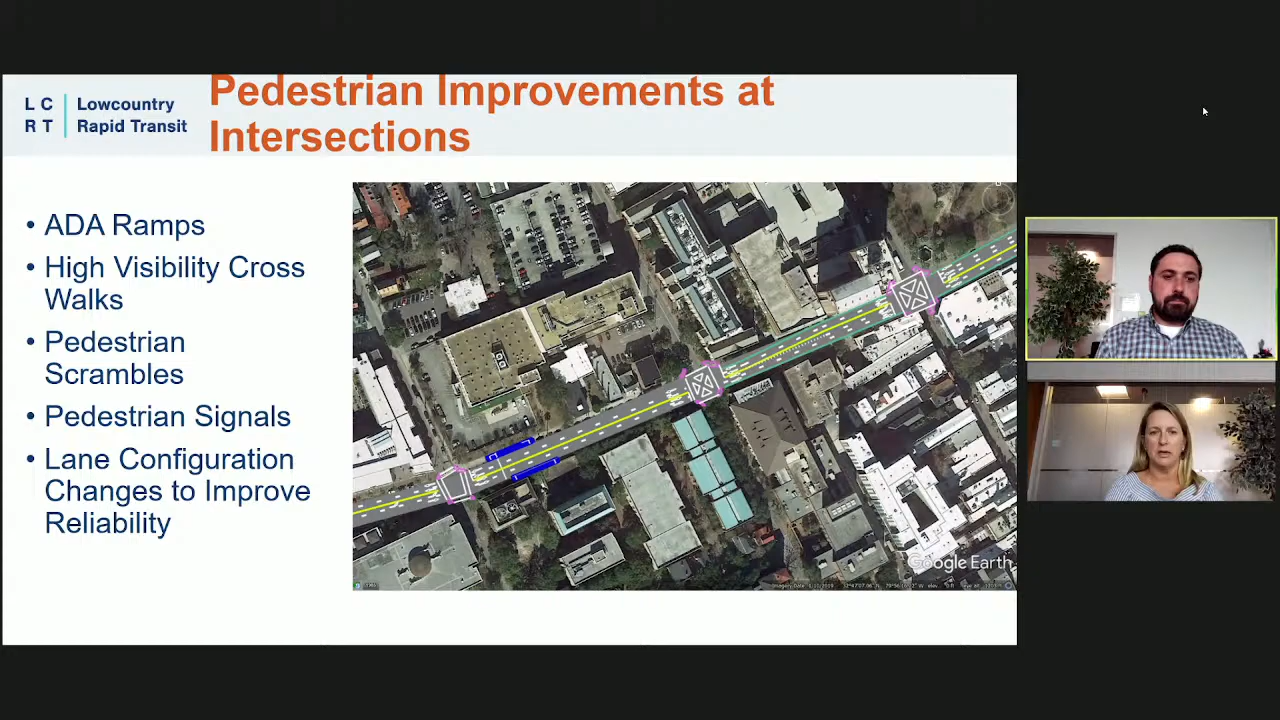 L C
R T
Lowcountry
Rapid Transit
Pedestrian Improvements at
Intersections
• ADA Ramps
• High Visibility Cross
Walks
• Pedestrian
Scrambles
• Pedestrian Signals
• Lane Configuration
Changes to Improve
Reliability
Google Earth